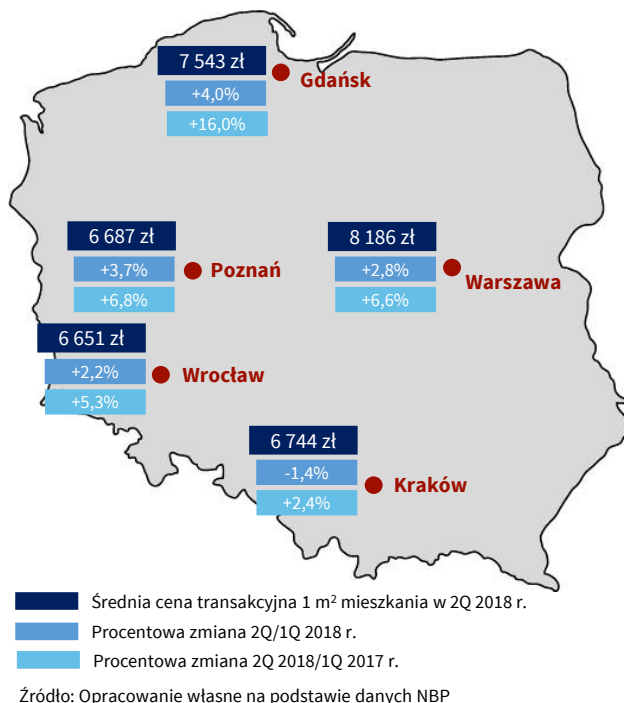 7 543 zł
Gdańsk
+4,0%
+16,0%
6 687 zł
+3,7%
Poznań
+6,8%
8 186 zł
+2,8%
Warszawa
+6,6%
6 651 zł
+2,2%
Wrocław
+5,3%
6 744 zł
-1,4%
Kraków
+2,4%
Średnia cena transakcyjna 1 m² mieszkania w 2Q 2018 r.
Procentowa zmiana 2Q/1Q 2018 r.
Procentowa zmiana 2Q 2018/1Q 2017 r.
Źródło: Opracowanie własne na podstawie danych NBP